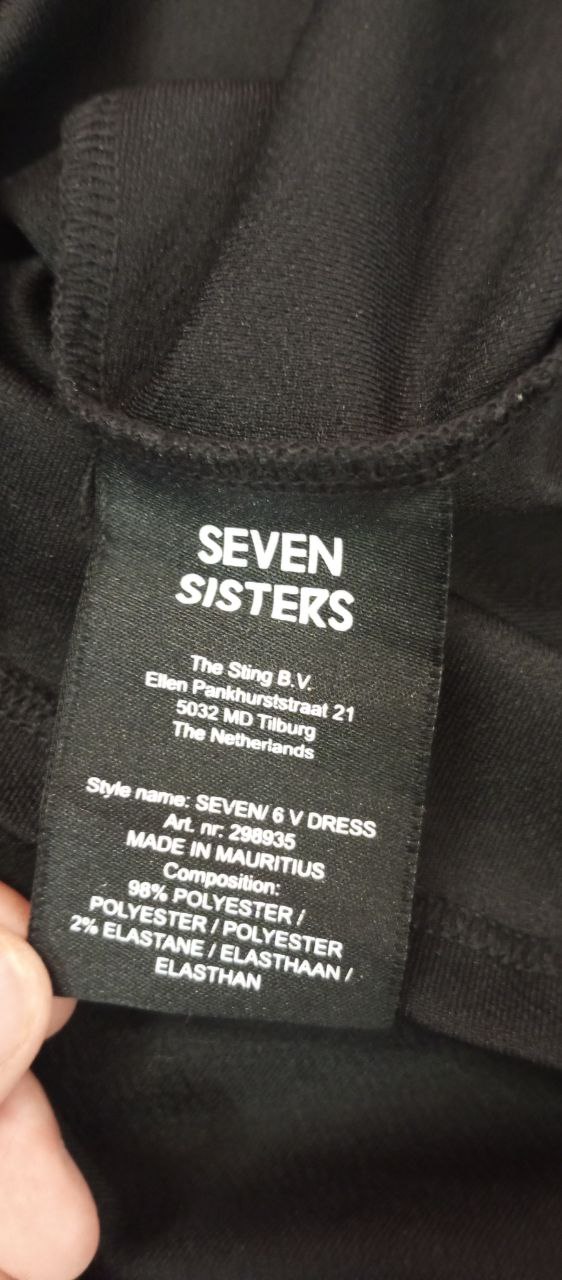 SEVEN
SISTERS
The Sting B.V.
Ellen Pankhurststraat 21
5032 MD Tilburg
The Netherlands
Style name: SEVEN/ 6 V DRESS
Art. nr: 298935
MADE IN MAURITIUS
Composition:
98% POLYESTER /
POLYESTER / POLYESTER
2% ELASTANE / ELASTHAAN /
ELASTHAN